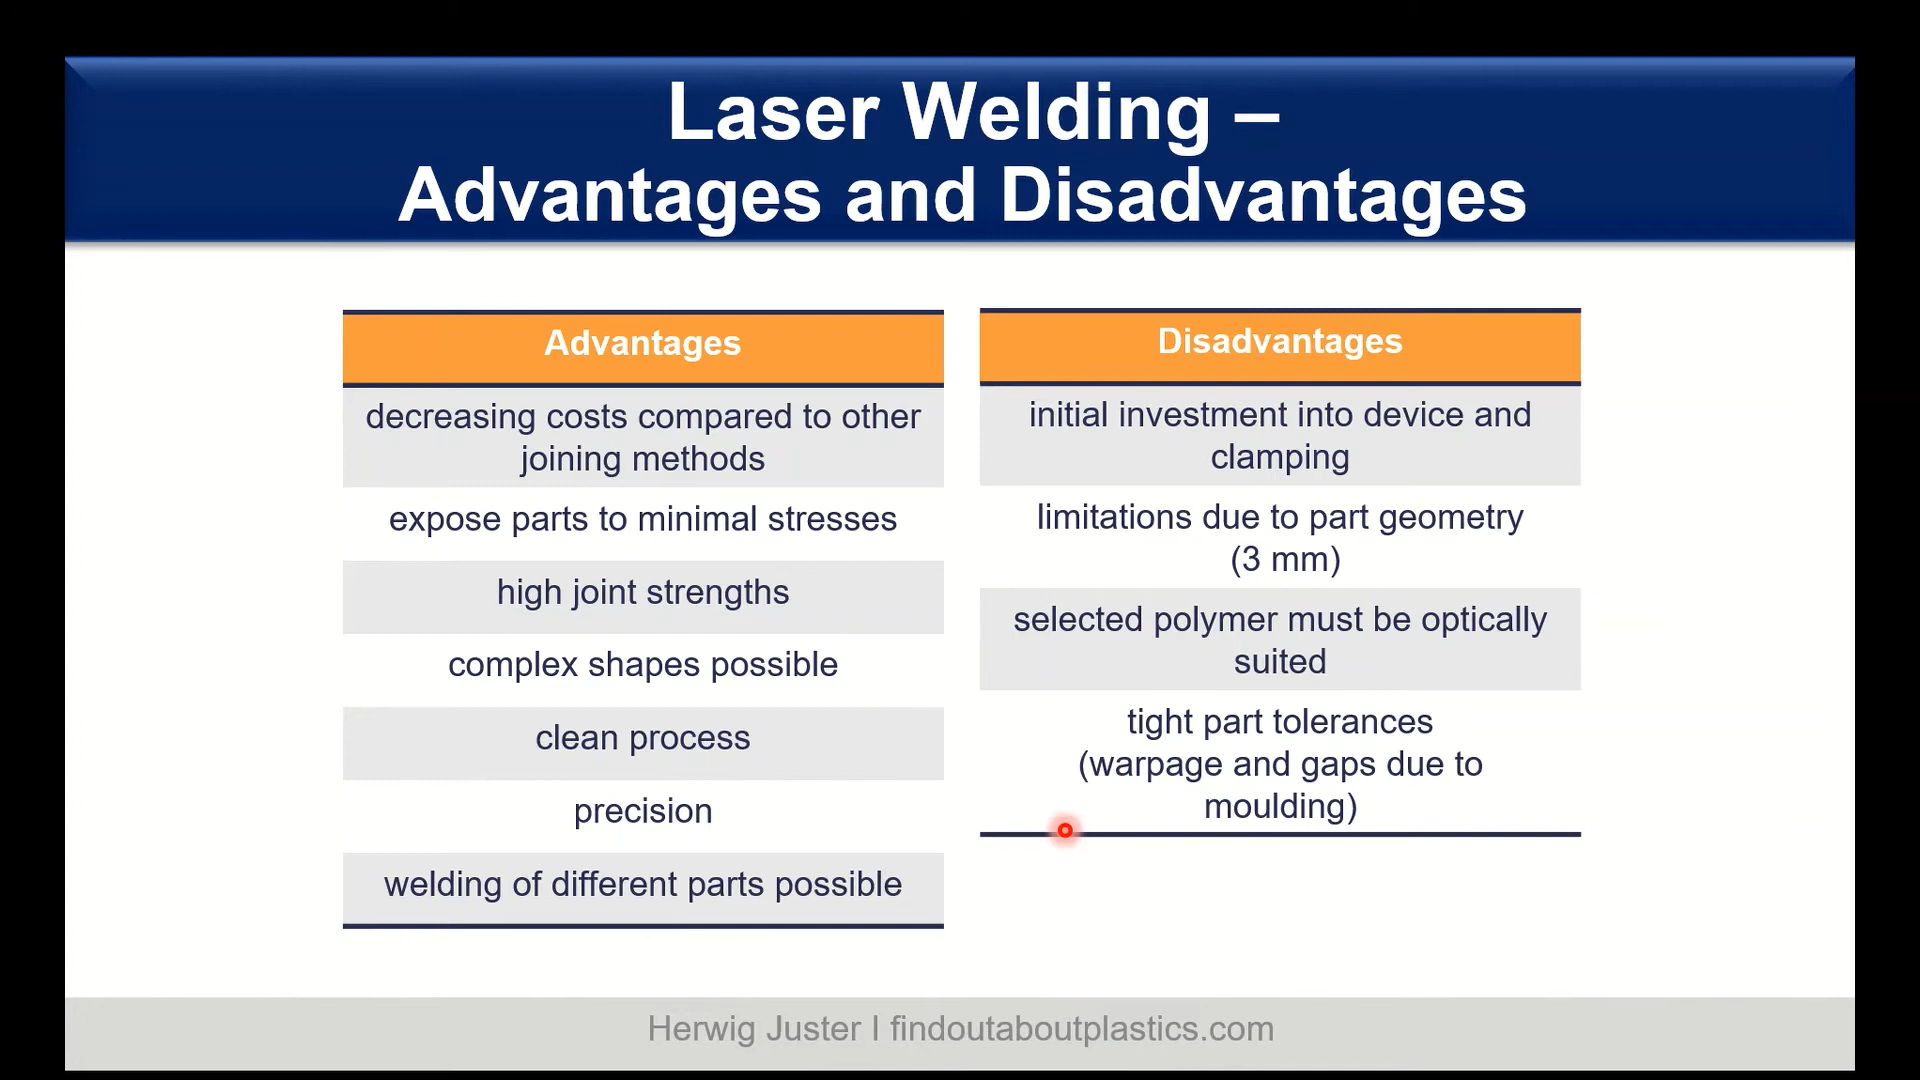 Laser Welding –
Advantages and Disadvantages
Advantages
decreasing costs compared to other
joining methods
expose parts to minimal stresses
high joint strengths
complex shapes possible
clean process
precision
welding of different parts possible
Disadvantages
initial investment into device and
clamping
limitations due to part geometry
(3 mm)
selected polymer must be optically
suited
tight part tolerances
(warpage and gaps due to
moulding)
Herwig Juster I findoutaboutplastics.com